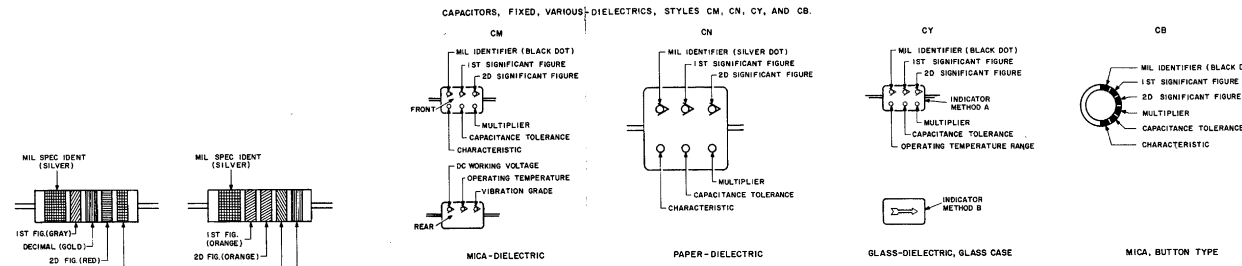 CAPACITORS, FIXED, VARIOUS-DIELECTRICS, STYLES CM, CN, CY, AND CB.
MIL SPEC IDENT
(SILVER)
1ST FIG.(GRAY)
DECIMAL (GOLD)
2D FIG.(RED)
MIL SPEC IDENT
(SILVER)
1ST FIG.
(ORANGE)
2D FIG.(ORANGE)
CM
MIL IDENTIFIER (BLACK DOT)
1ST SIGNIFICANT FIGURE
2D SIGNIFICANT FIGURE
FRONT
MULTIPLIER
CAPACITANCE TOLERANCE
CHARACTERISTIC
DC WORKING VOLTAGE
OPERATING TEMPERATURE
VIBRATION GRADE
REAR
MICA-DIELECTRIC
CN
MIL IDENTIFIER (SILVER DOT)
1ST SIGNIFICANT FIGURE
2D SIGNIFICANT FIGURE
MULTIPLIER
CAPACITANCE TOLERANCE
CHARACTERISTIC
PAPER-DIELECTRIC
CY
MIL IDENTIFIER (BLACK DOT)
1ST SIGNIFICANT FIGURE
2D SIGNIFICANT FIGURE
INDICATOR
METHOD A
MULTIPLIER
CAPACITANCE TOLERANCE
OPERATING TEMPERATURE RANGE
INDICATOR
METHOD B
GLASS-DIELECTRIC, GLASS CASE
CB
MIL IDENTIFIER (BLACK
1ST SIGNIFICANT FIGURE
2D SIGNIFICANT FIGURE
MULTIPLIER
CAPACITANCE TOLERANCE
CHARACTERISTIC
MICA, BUTTON TYPE